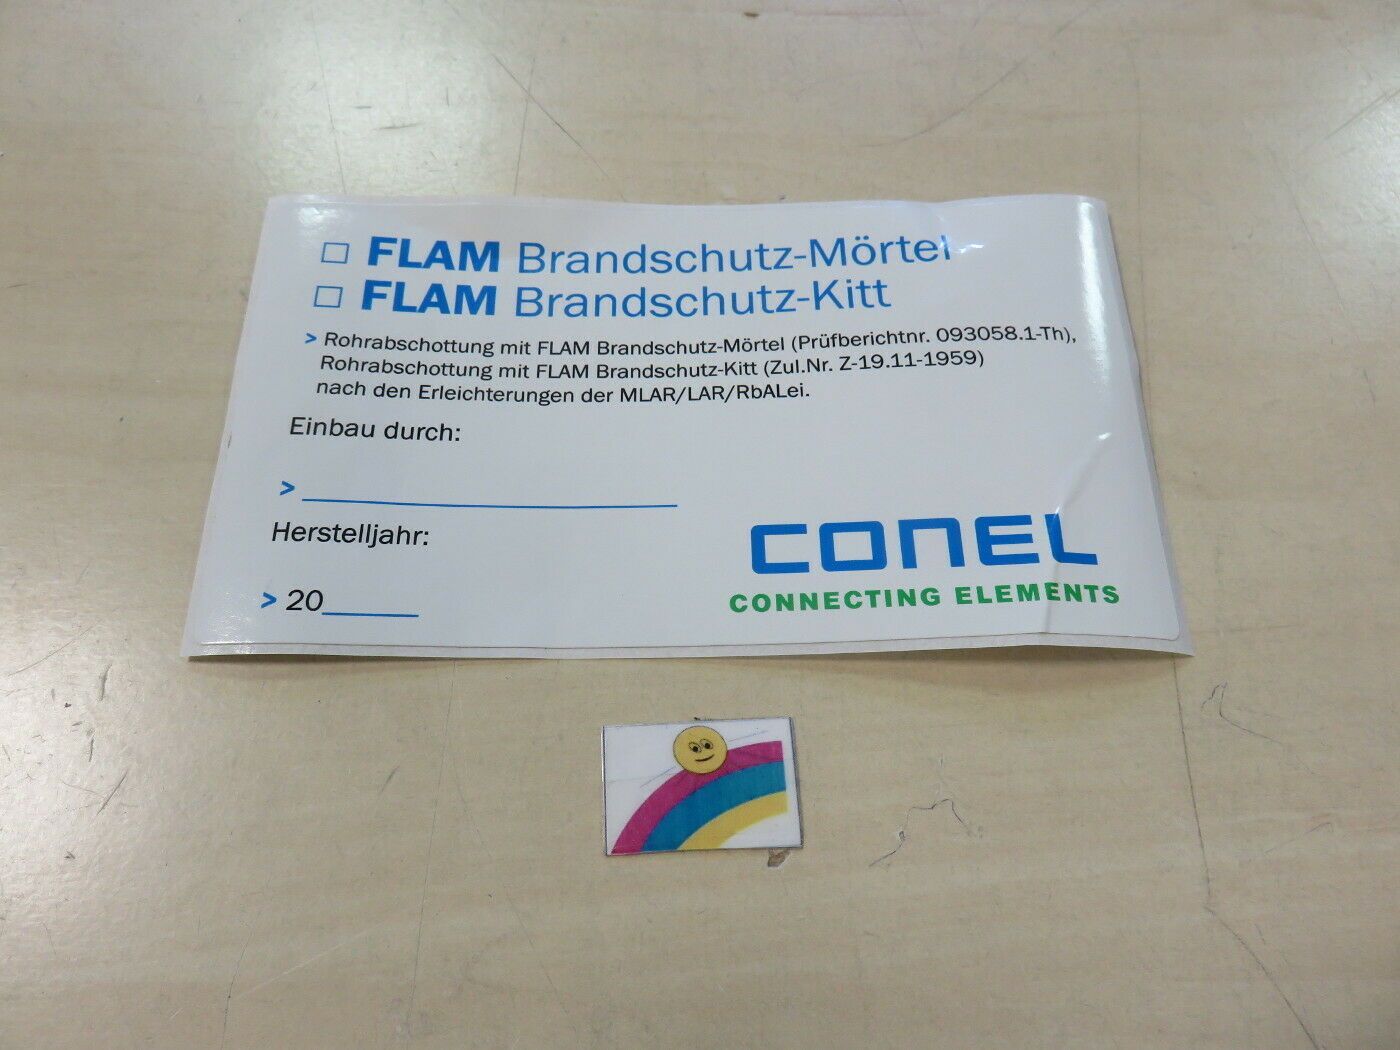 □ FLAM Brandschutz-Mörtel
□ FLAM Brandschutz-Kitt
> Rohrabschottung mit FLAM Brandschutz-Mörtel (Prüfberichtnr. 093058.1-Th),
Rohrabschottung mit FLAM Brandschutz-Kitt (Zul.Nr. Z-19.11-1959)
nach den Erleichterungen der MLAR/LAR/RbALei.
Einbau durch:
> ____________________
Herstelljahr:
> 20______
CONEL
CONNECTING ELEMENTS